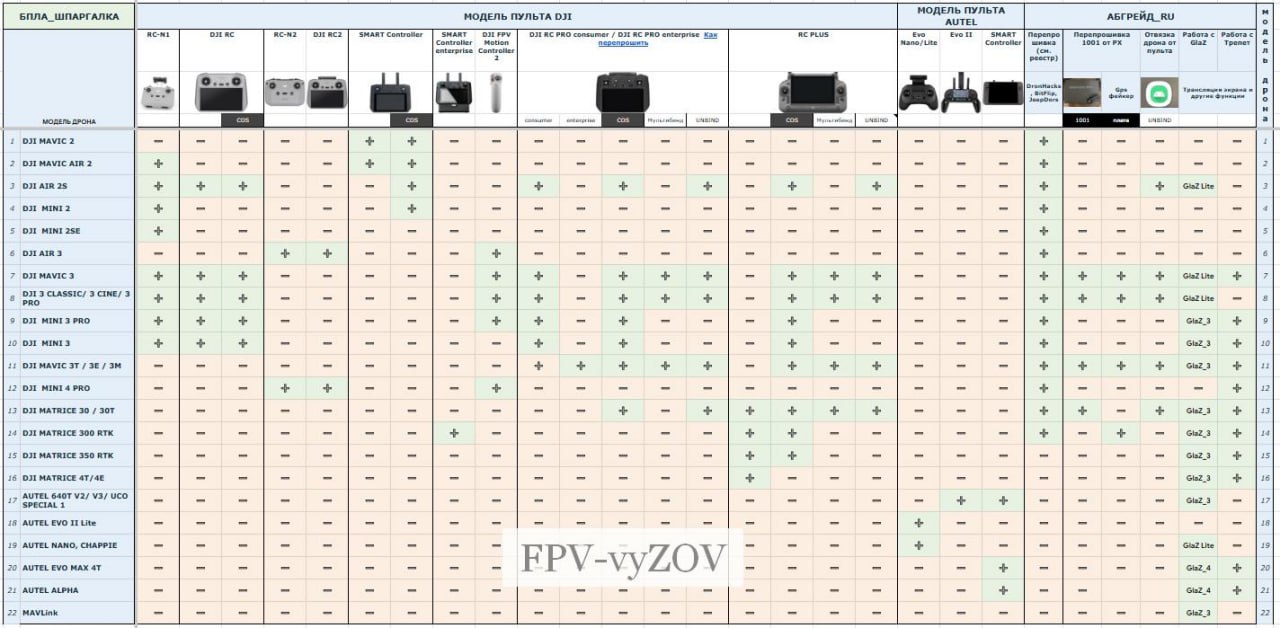 БПЛА_ШПАРГАЛКА МОДЕЛЬ ПУЛЬТА DJI МОДЕЛЬ ПУЛЬТА AUTEL АБГРЕЙД_RU модель дрона
RC-N1 DJI RC RC-N2 DJI RC2 SMART Controller SMART Controller enterprise DJI FPV Motion Controller 2 DJI RC PRO consumer / DJI RC PRO enterprise Как перепрошить RC PLUS Evo Nano/Lite Evo II SMART Controller Перепрошивка (см. реестр) Перепрошивка 1001 от РХ Отвязка дрона от пульта Работа с GlaZ Работа с Трепет
Gps фейкер Трансляция экрана и другие функции
МОДЕЛЬ ДРОНА COS COS consumer enterprise COS Мультибенд UNBIND COS Мультибенд UNBIND 1001 плата UNBIND
1 DJI MAVIC 2 − − − − − + + − − − − − − − − − − − − − − + − − − − − 1
2 DJI MAVIC AIR 2 + − − − − + + − − − − − − − − − − − − − − + − − − − − 2
3 DJI AIR 2S + + + − − − + − − + − + − + − + − + − − − + − − + GlaZ Lite − 3
4 DJI MINI 2 + − − − − − + − − − − − − − − − − − − − − + − − − − − 4
5 DJI MINI 2SE + − − − − − − − − − − − − − − − − − − − − + − − − − − 5
6 DJI AIR 3 − − − + + − − − + − − − − − − − − − − − − + − − − − − 6
7 DJI MAVIC 3 + + + − − − − − + + − + + + − + + + − − − + + + + GlaZ Lite + 7
8 DJI 3 CLASSIC/ 3 CINE/ 3 PRO + + + − − − − − + + − + + + − + + + − − − + + + + GlaZ Lite − 8
9 DJI MINI 3 PRO + + + − − − − − + + − + − − − + − − − − − + − − − GlaZ_3 + 9
10 DJI MINI 3 + + + − − − − − − + − + − − − + − − − − − + − − − GlaZ_3 + 10
11 DJI MAVIC 3T / 3E / 3M − − − − − − − − − + + + + + − + + + − − − + + + + GlaZ_3 + 11
12 DJI MINI 4 PRO − − − + + − − − + − − − − − − − − − − − − + − − − − + 12
13 DJI MATRICE 30 / 30T − − − − − − − − − − − + − + + + + + − − − + + − + GlaZ_3 + 13
14 DJI MATRICE 300 RTK − − − − − − − + − − − − − − + + − − − − − + − + − GlaZ_3 + 14
15 DJI MATRICE 350 RTK − − − − − − − − − − − − − − + + − − − − − − − − − GlaZ_3 + 15
16 DJI MATRICE 4T/4E − − − − − − − − − − − − − − + − − − − − − − − − − GlaZ_3 + 16
17 AUTEL 640T V2/ V3/ UCO SPECIAL 1 − − − − − − − − − − − − − − − − − − − + + − − − − GlaZ_3 − 17
18 AUTEL EVO II Lite − − − − − − − − − − − − − − − − − − + − − − − − − − − 18
19 AUTEL NANO, CHAPPIE − − − − − − − − − − − − − − − − − − + − − − − − − GlaZ Lite − 19
20 AUTEL EVO MAX 4T − − − − − − − − − − − − − − − − − − − − + − − − − GlaZ_4 + 20
21 AUTEL ALPHA − − − − − − − − − − − − − − − − − − − − + − − − − GlaZ_4 + 21
22 MAVLink − − − − − − − − − − − − − − − − − − − − − − − − − GlaZ_3 − 22
FPV-vyZOV